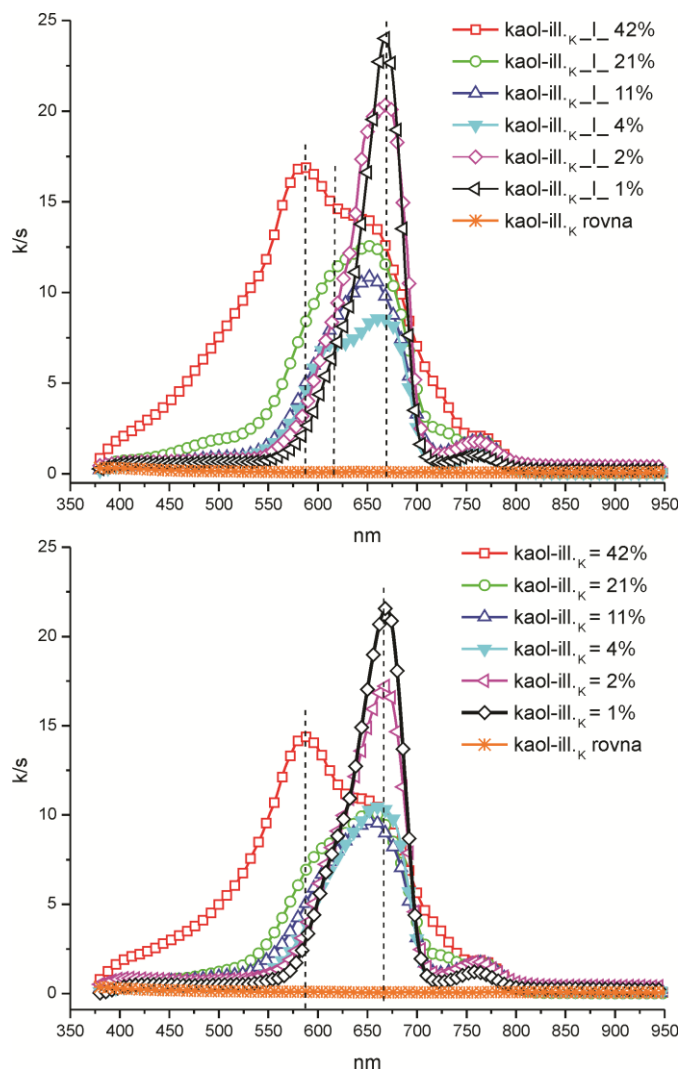 25
20
15
10
5
0
k/s
350 400 450 500 550 600 650 700 750 800 850 900 950
nm
kaol-ill.K_I_ 42%
kaol-ill.K_I_ 21%
kaol-ill.K_I_ 11%
kaol-ill.K_I_ 4%
kaol-ill.K_I_ 2%
kaol-ill.K_I_ 1%
kaol-ill.K rovna
25
20
15
10
5
0
k/s
350 400 450 500 550 600 650 700 750 800 850 900 950
nm
kaol-ill.K = 42%
kaol-ill.K = 21%
kaol-ill.K = 11%
kaol-ill.K = 4%
kaol-ill.K = 2%
kaol-ill.K = 1%
kaol-ill.K rovna